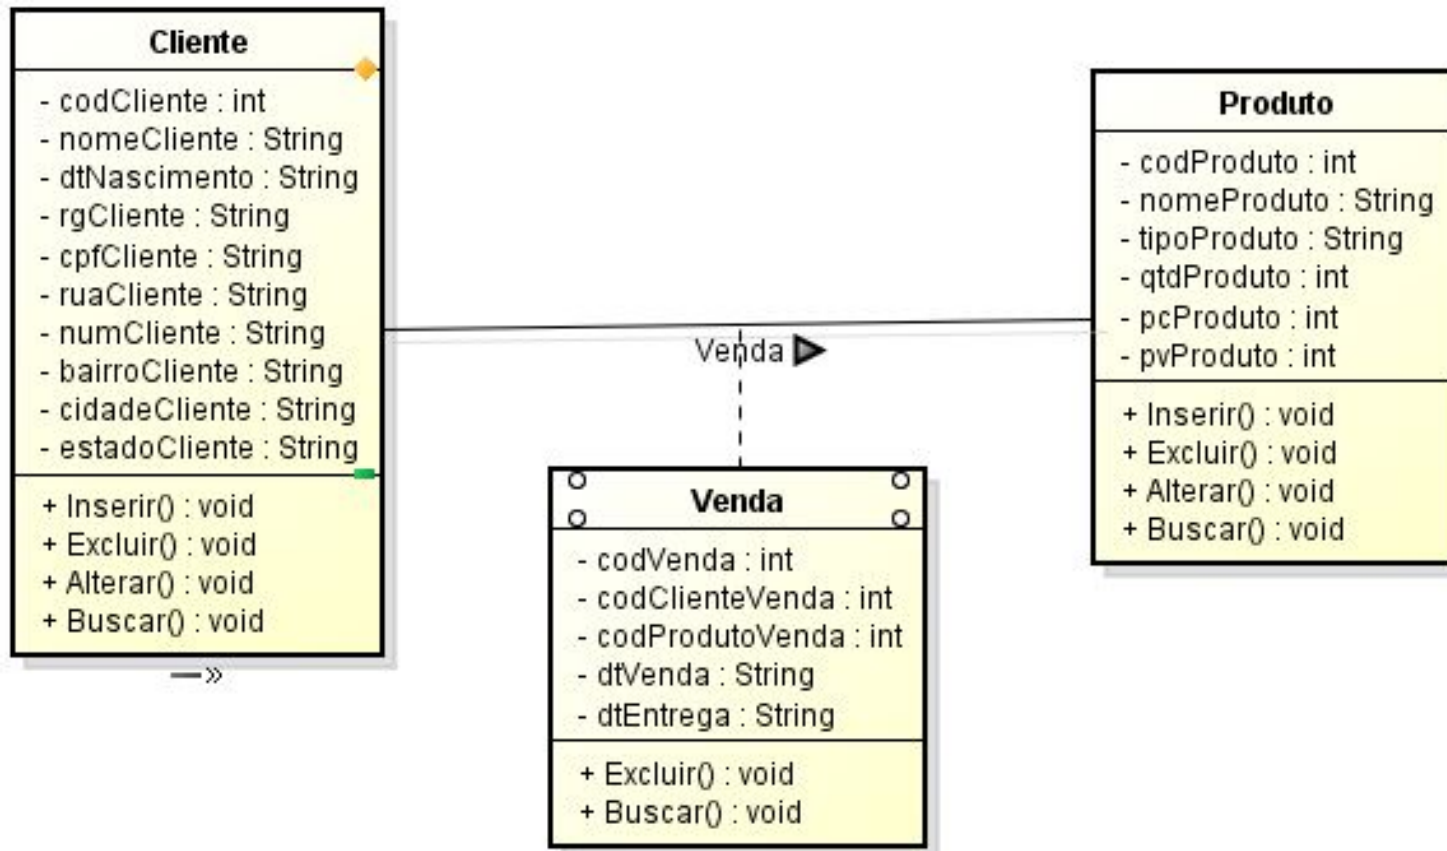 Cliente
- codCliente : int
- nomeCliente : String
- dtNascimento : String
- rgCliente : String
- cpfCliente : String
- ruaCliente : String
- numCliente : String
- bairroCliente : String
- cidadeCliente : String
- estadoCliente : String
+ Inserir() : void
+ Excluir() : void
+ Alterar() : void
+ Buscar() : void
Venda
Produto
- codProduto : int
- nomeProduto : String
- tipoProduto : String
- qtdProduto : int
- pcProduto : int
- pvProduto : int
+ Inserir() : void
+ Excluir() : void
+ Alterar() : void
+ Buscar() : void
Venda
- codVenda : int
- codClienteVenda : int
- codProdutoVenda : int
- dtVenda : String
- dtEntrega : String
+ Excluir() : void
+ Buscar() : void